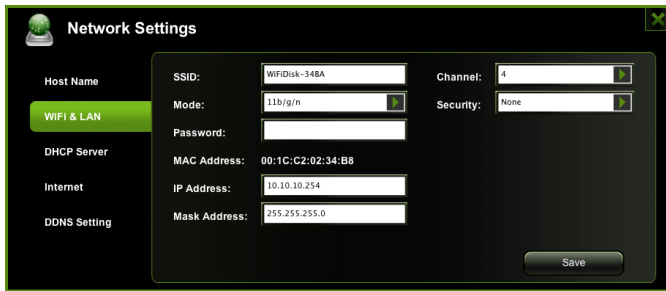 Network Settings
Host Name
WiFi & LAN
DHCP Server
Internet
DDNS Setting
SSID: WiFiDisk-34BA Channel: 4
Mode: 11b/g/n Security: None
Password:
MAC Address: 00:1C:C2:02:34:B8
IP Address: 10.10.10.254
Mask Address: 255.255.255.0
Save